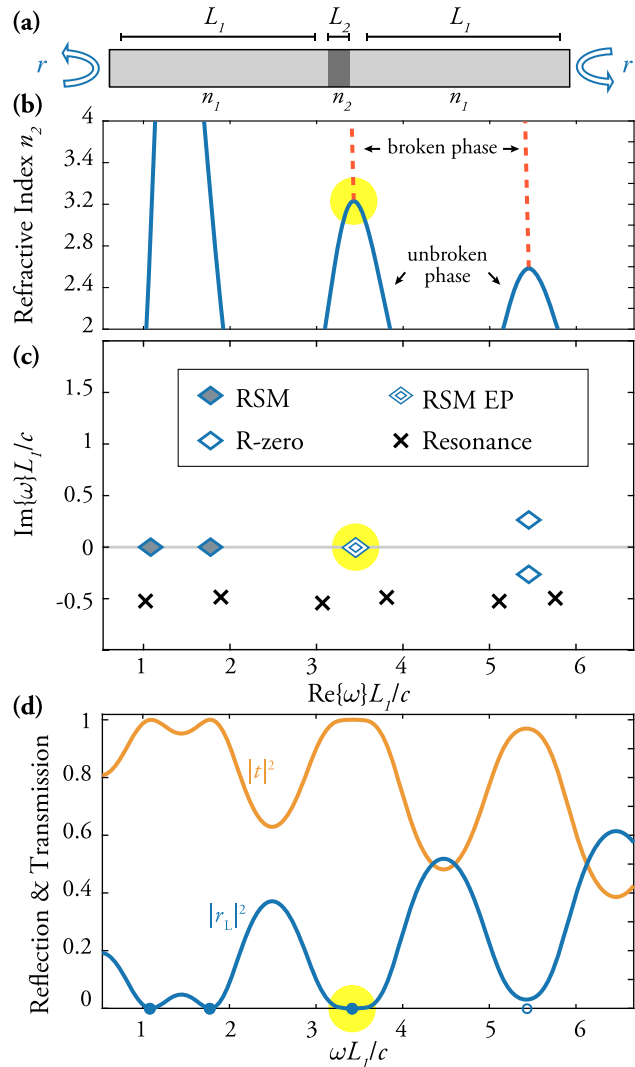 (a)
L₁ L₂ L₁
r r
n₁ n₂ n₁
(b)
Refractive Index n₂
4
3.4
3.2
2.8
2.4
2
broken phase
unbroken
phase
(c)
Im{ω}L₁/c
1.5
1
0.5
0
-0.5
RSM
RSM EP
R-zero
Resonance
1 2 3 4 5 6
Re{ω}L₁/c
(d)
Reflection & Transmission
1
0.8
0.6
0.4
0.2
0
|t|²
|r_L|²
1 2 3 4 5 6
ωL₁/c